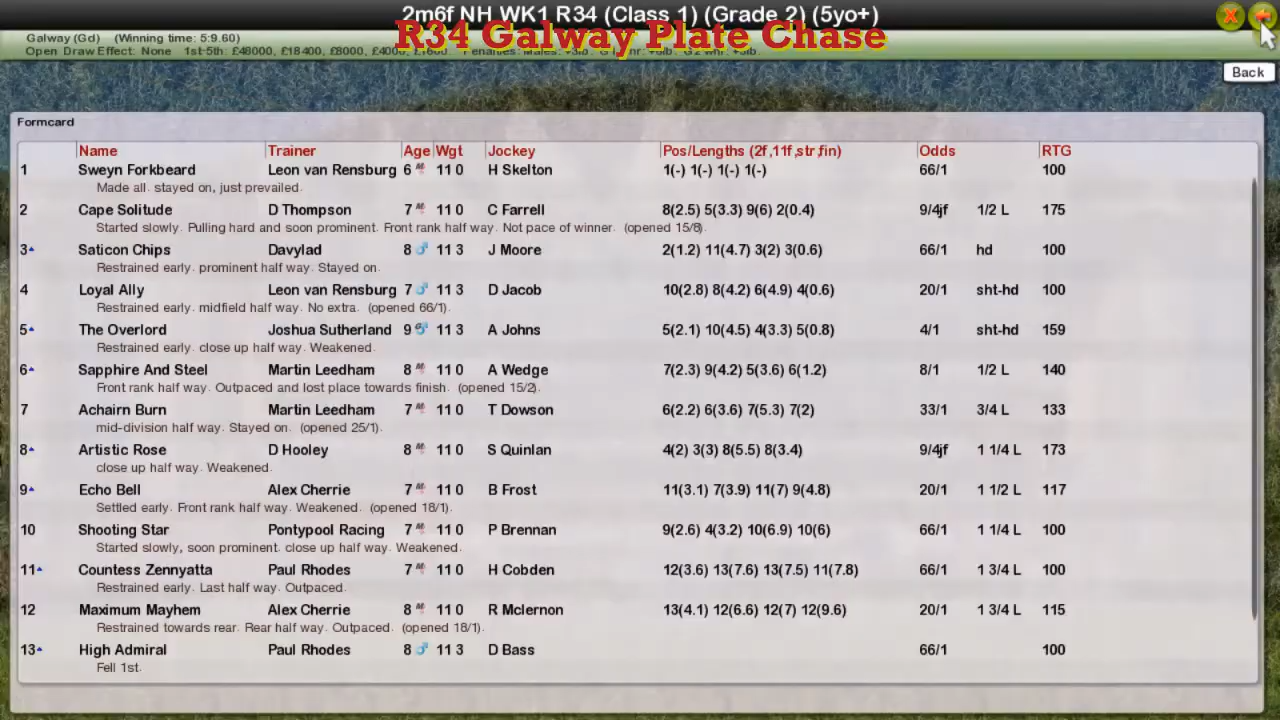 2m6f NH WK1 R34 (Class 1) (Grade 2) (5yo+)
R34 Galway Plate Chase
Galway (Gd) (Winning time: 5:9.60)
Open Draw Effect: None 1st-5th: £48000, £18400, £8000, £4000, £1600 Penalties: Males:
Back
Formcard
Name Trainer Age Wgt Jockey Pos/Lengths (2f,11f,str,fin) Odds RTG
1 Sweyn Forkbeard Leon van Rensburg 6 11 0 H Skelton 1(-) 1(-) 1(-) 1(-) 66/1 100
Made all. stayed on, just prevailed.
2 Cape Solitude D Thompson 7 11 0 C Farrell 8(2.5) 5(3.3) 9(6) 2(0.4) 9/4jf 1/2 L 175
Started slowly. Pulling hard and soon prominent. Front rank half way. Not pace of winner. (opened 15/8).
3 Saticon Chips Davylad 8 11 3 J Moore 2(1.2) 11(4.7) 3(2) 3(0.6) 66/1 hd 100
Restrained early. prominent half way. Stayed on.
4 Loyal Ally Leon van Rensburg 7 11 3 D Jacob 10(2.8) 8(4.2) 6(4.9) 4(0.6) 20/1 sht-hd 100
Restrained early. midfield half way. No extra. (opened 66/1).
5 The Overlord Joshua Sutherland 9 11 3 A Johns 5(2.1) 10(4.5) 4(3.3) 5(0.8) 4/1 sht-hd 159
Restrained early. close up half way. Weakened.
6 Sapphire And Steel Martin Leedham 8 11 0 A Wedge 7(2.3) 9(4.2) 5(3.6) 6(1.2) 8/1 1/2 L 140
Front rank half way. Outpaced and lost place towards finish. (opened 15/2).
7 Achairn Burn Martin Leedham 7 11 0 T Dowson 6(2.2) 6(3.6) 7(5.3) 7(2) 33/1 3/4 L 133
mid-division half way. Stayed on. (opened 25/1).
8 Artistic Rose D Hooley 8 11 0 S Quinlan 4(2) 3(3) 8(5.5) 8(3.4) 9/4jf 1 1/4 L 173
close up half way. Weakened.
9 Echo Bell Alex Cherrie 7 11 0 B Frost 11(3.1) 7(3.9) 11(7) 9(4.8) 20/1 1 1/2 L 117
Settled early. Front rank half way. Weakened. (opened 18/1).
10 Shooting Star Pontypool Racing 7 11 0 P Brennan 9(2.6) 4(3.2) 10(6.9) 10(6) 66/1 1 1/4 L 100
Started slowly, soon prominent. close up half way. Weakened.
11 Countess Zennyatta Paul Rhodes 7 11 0 H Cobden 12(3.6) 13(7.6) 13(7.5) 11(7.8) 66/1 1 3/4 L 100
Restrained early. Last half way. Outpaced.
12 Maximum Mayhem Alex Cherrie 8 11 0 R Mclernon 13(4.1) 12(6.6) 12(7) 12(9.6) 20/1 1 3/4 L 115
Restrained towards rear. Rear half way. Outpaced. (opened 18/1).
13 High Admiral Paul Rhodes 8 11 3 D Bass 66/1 100
Fell 1st.